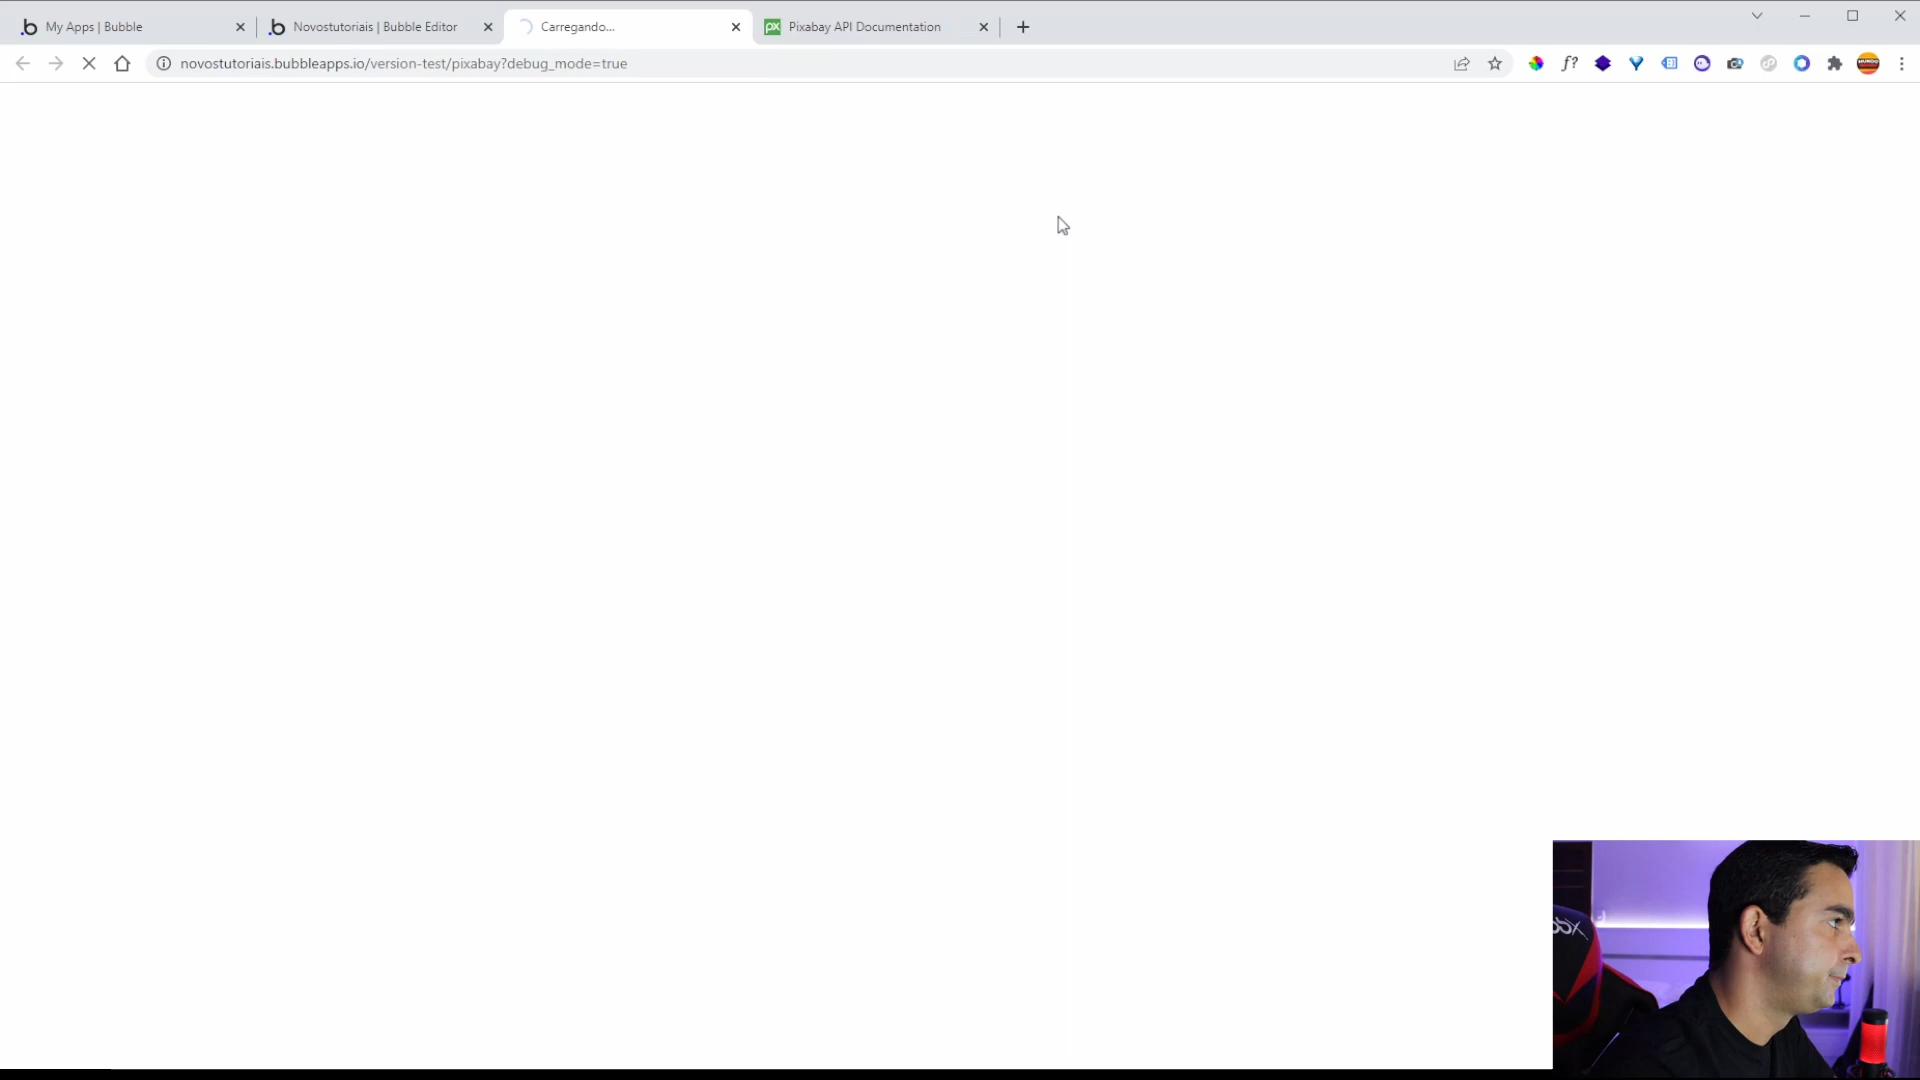 My Apps | Bubble
Novostutoriais | Bubble Editor
Carregando...
Pixabay API Documentation
novostutoriais.bubbleapps.io/version-test/pixabay?debug_mode=true
f?